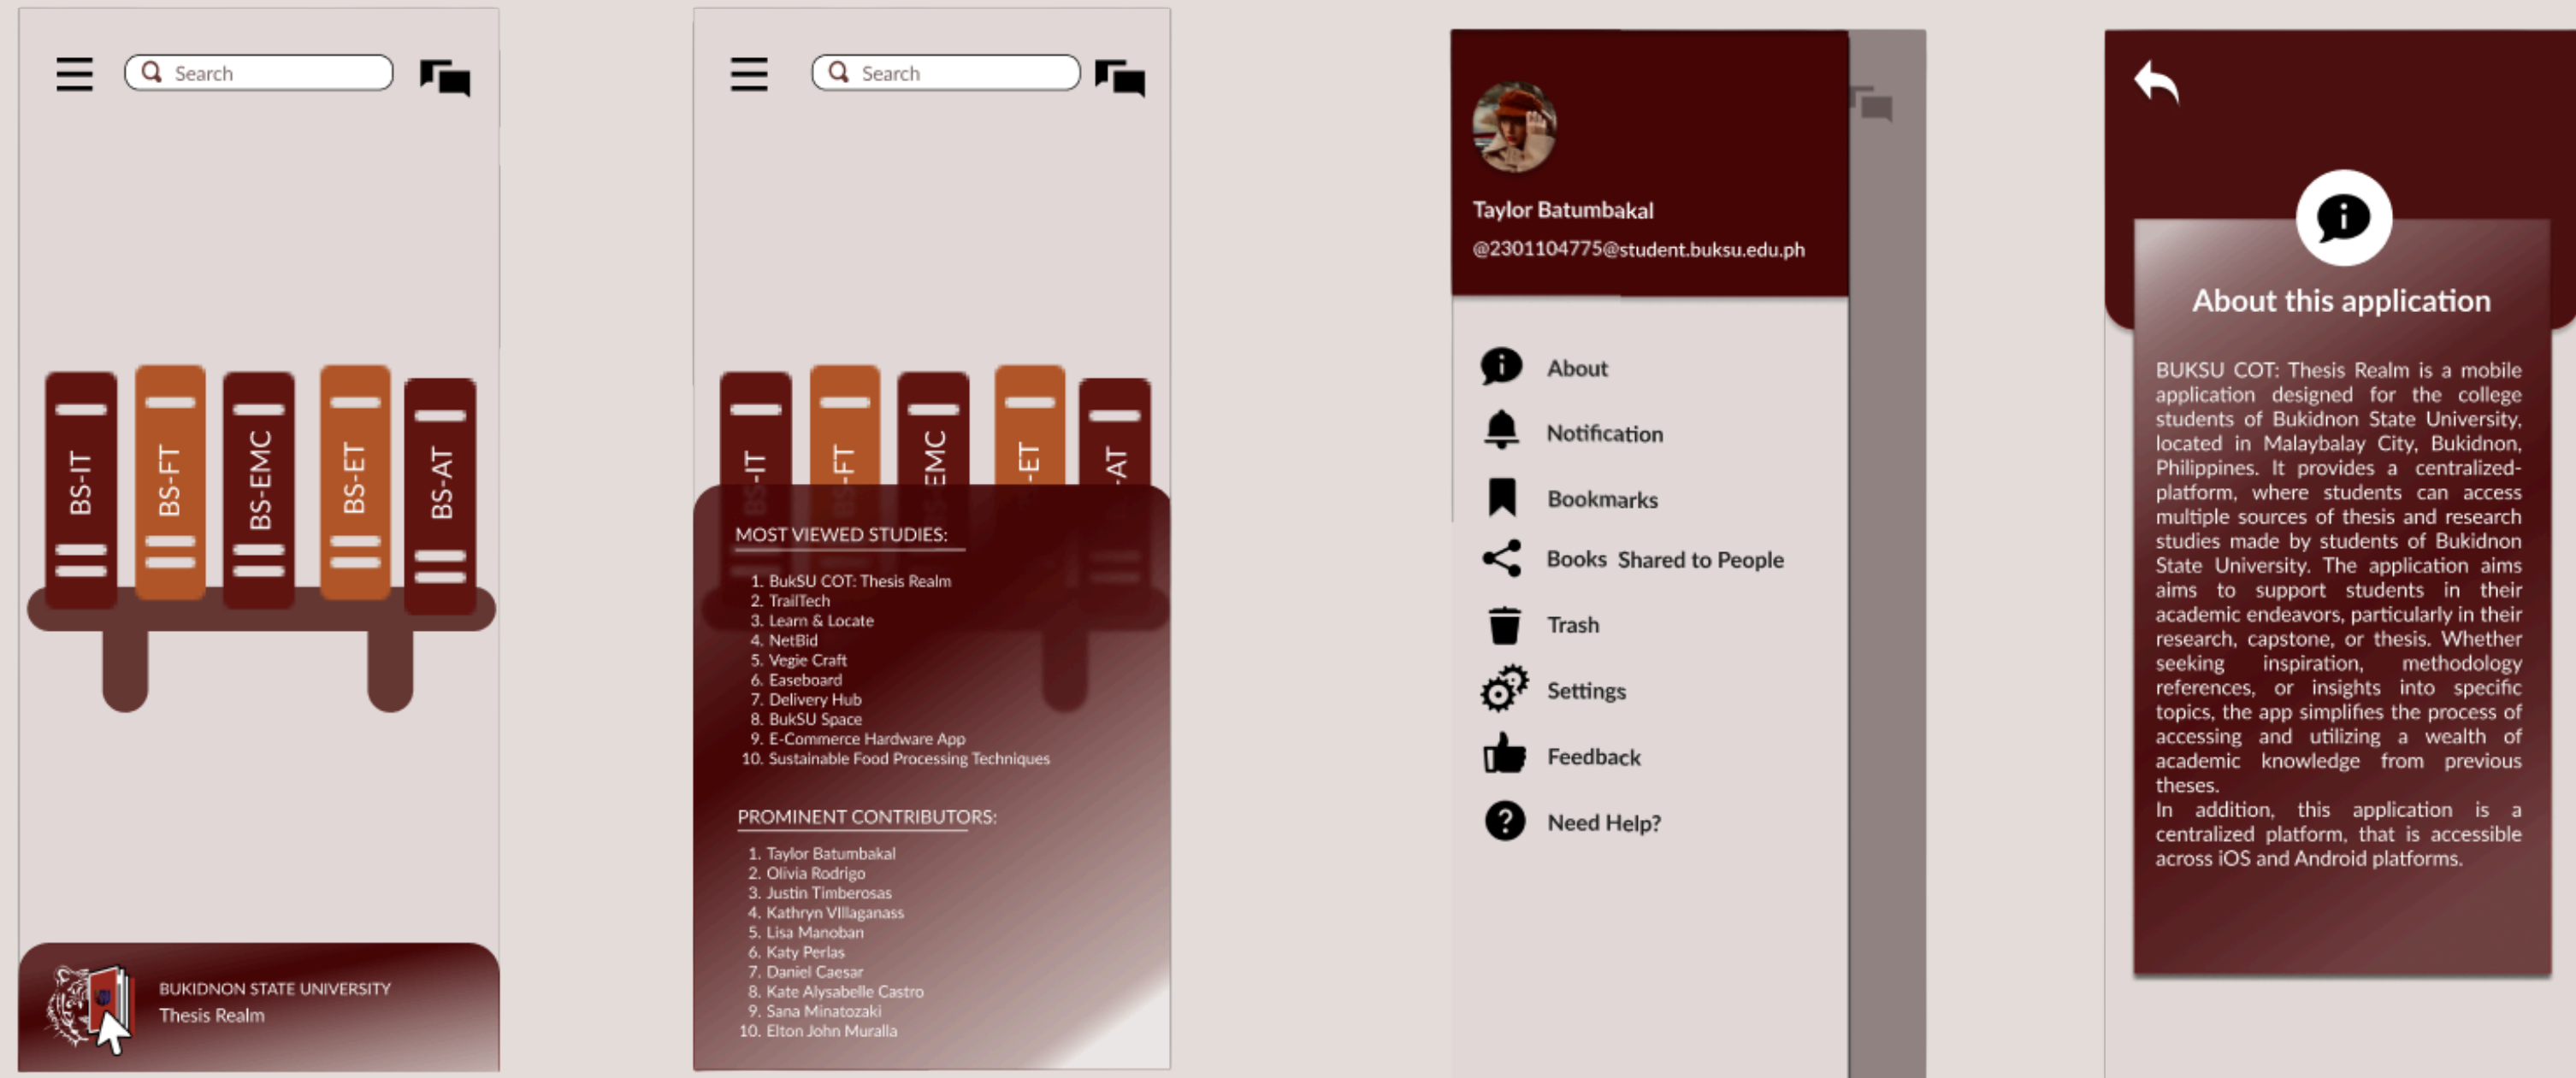 Search
BS-IT
BS-FT
BS-EMC
BS-ET
BS-AT
BUKIDNON STATE UNIVERSITY
Thesis Realm
Search
BS-IT
BS-FT
BS-EMC
-ET
-AT
MOST VIEWED STUDIES:
1. BukSU COT: Thesis Realm
2. TrailTech
3. Learn & Locate
4. NetBid
5. Vegie Craft
6. Easeboard
7. Delivery Hub
8. BukSU Space
9. E-Commerce Hardware App
10. Sustainable Food Processing Techniques
PROMINENT CONTRIBUTORS:
1. Taylor Batumbakal
2. Olivia Rodrigo
3. Justin Timberosas
4. Kathryn VIllaganass
5. Lisa Manoban
6. Katy Perlas
7. Daniel Caesar
8. Kate Alysabelle Castro
9. Sana Minatozaki
10. Elton John Muralla
Taylor Batumbakal
@2301104775@student.buksu.edu.ph
About
Notification
Bookmarks
Books Shared to People
Trash
Settings
Feedback
Need Help?
About this application
BUKSU COT: Thesis Realm is a mobile
application designed for the college
students of Bukidnon State University,
located in Malaybalay City, Bukidnon,
Philippines. It provides a centralized-
platform, where students can access
multiple sources of thesis and research
studies made by students of Bukidnon
State University. The application aims
aims to support students in their
academic endeavors, particularly in their
research, capstone, or thesis. Whether
seeking inspiration, methodology
references, or insights into specific
topics, the app simplifies the process of
accessing and utilizing a wealth of
academic knowledge from previous
theses.
In addition, this application is a
centralized platform, that is accessible
across iOS and Android platforms.